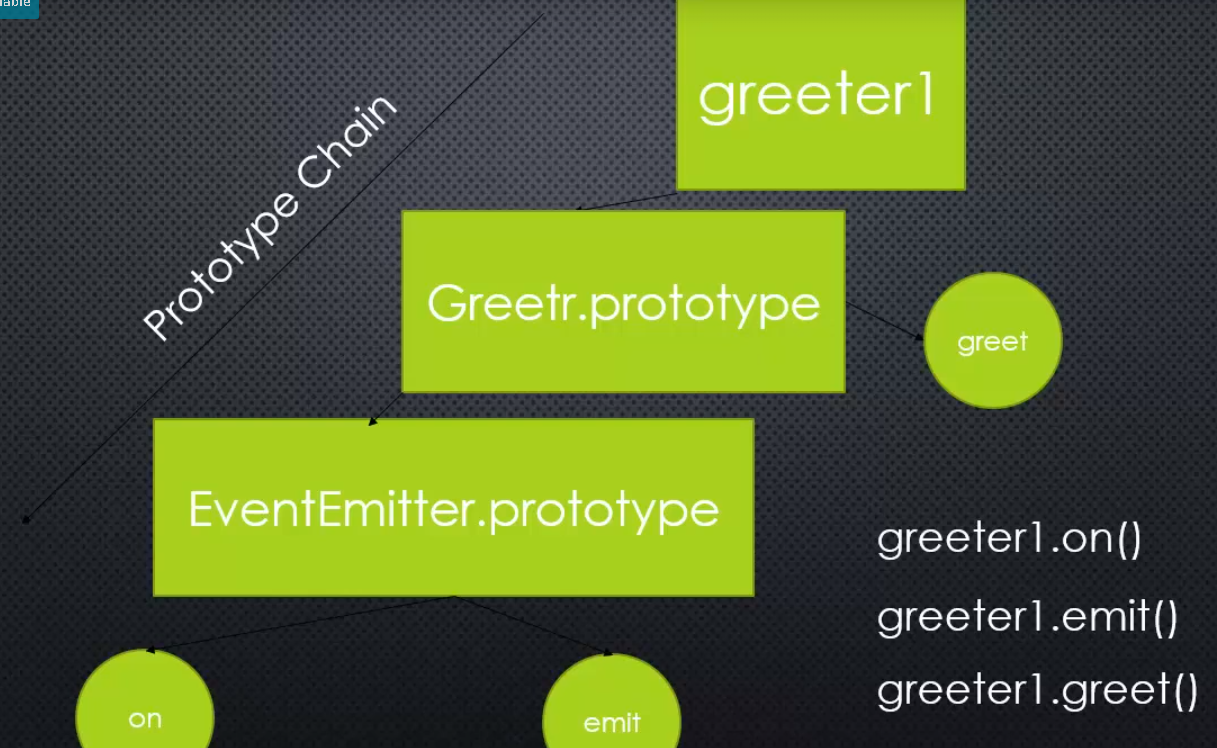 greeter1
Prototype Chain
Greetr.prototype
greet
EventEmitter.prototype
greeter1.on()
greeter1.emit()
greeter1.greet()
on
emit